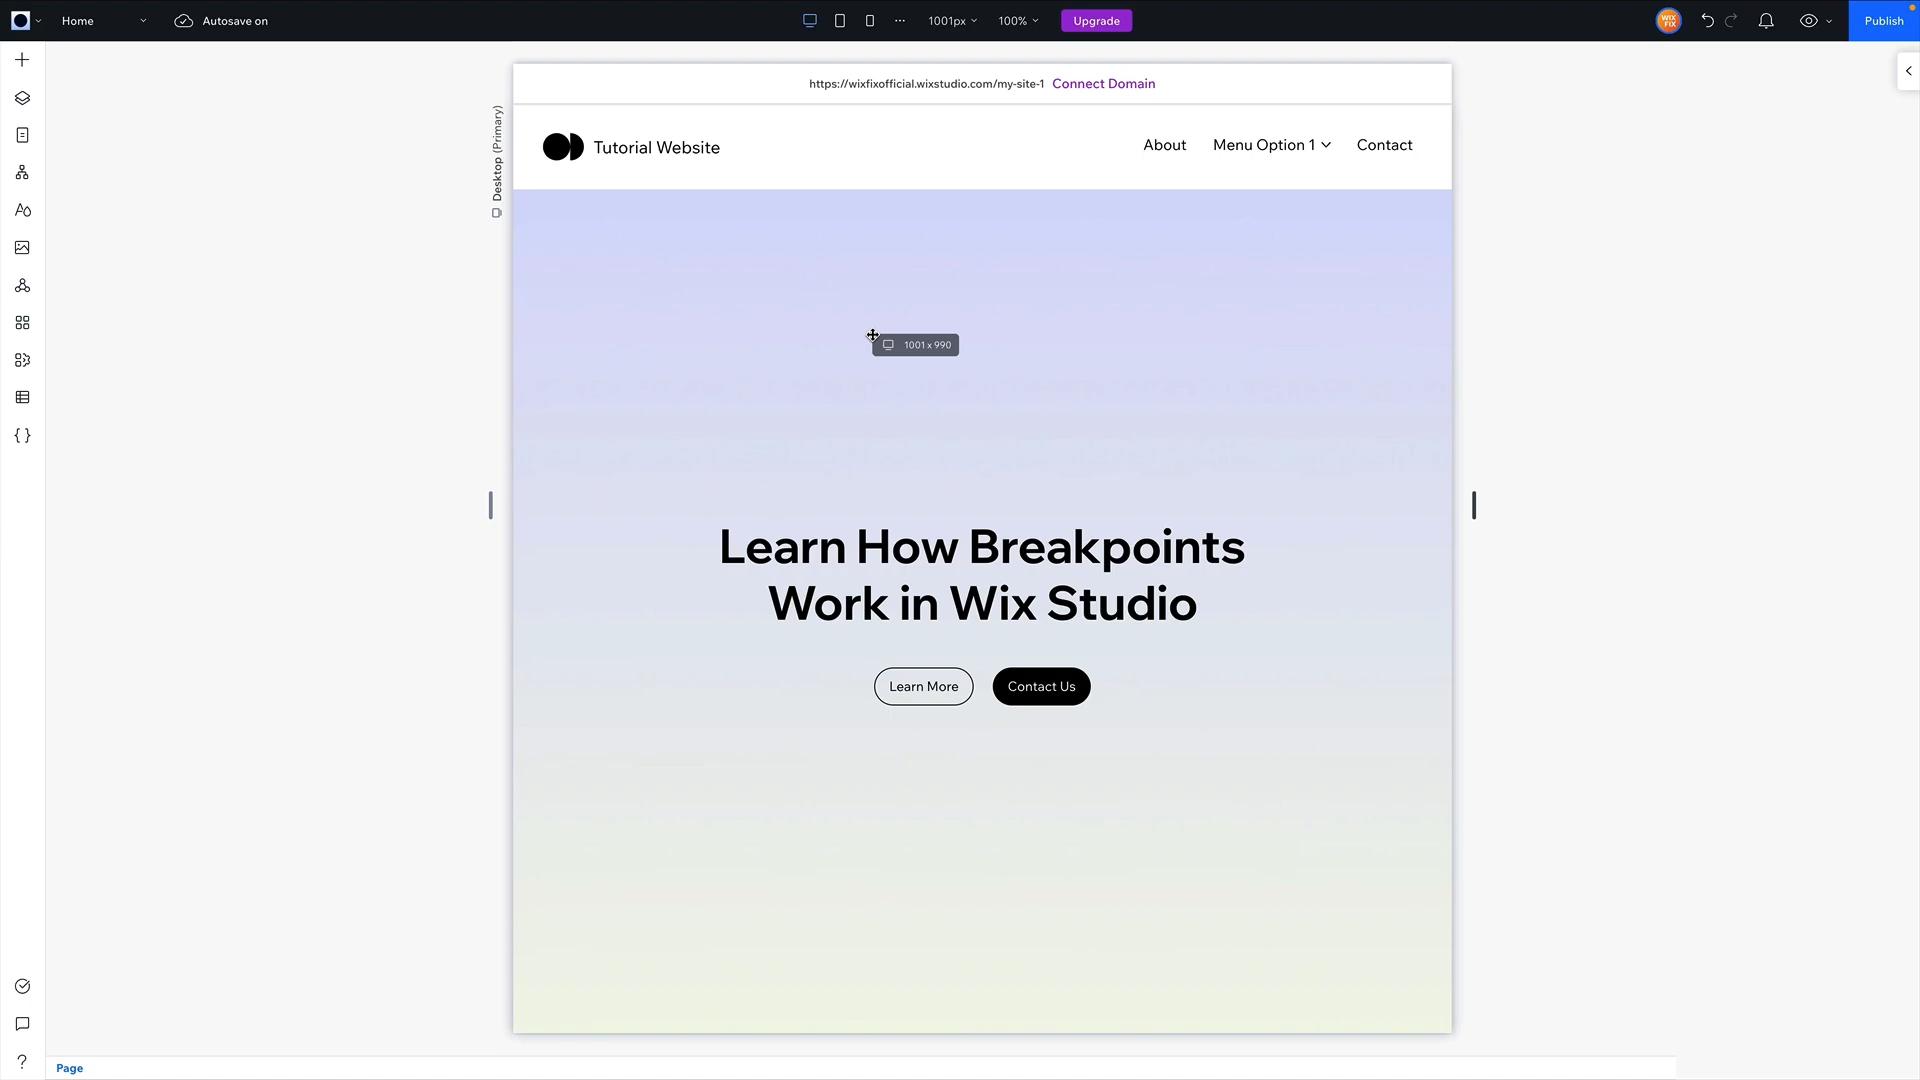 Home
Autosave on
1001px
100%
Upgrade
WIX
FIX
Publish
https://wixfixofficial.wixstudio.com/my-site-1 Connect Domain
Desktop (Primary)
Tutorial Website
About
Menu Option 1
Contact
1001 x 990
Learn How Breakpoints
Work in Wix Studio
Learn More
Contact Us
Page